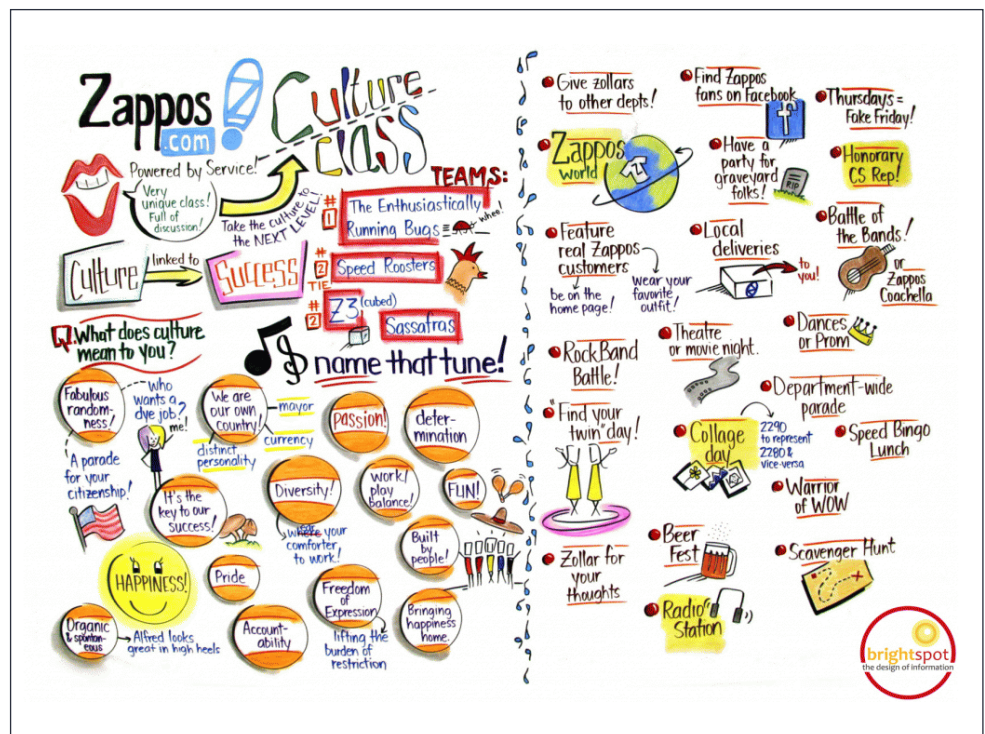 Zappos
.com
Culture
class
Powered by Service!
Very
unique class!
Full of
discussion!
Take the culture to
the NEXT LEVEL!
Culture
linked to
Success
TEAMS:
#1
The Enthusiastically
Running Bugs
whee!
#2
TIE
Speed Roosters
#2
Z3 (cubed)
Sassafras
Q. What does culture
mean to you?
name that tune!
Fabulous
random-
ness!
who
wants a
dye job?
me!
A parade
for your
citizenship!
We are
our own
country!
mayor
currency
distinct
personality
Passion!
deter-
mination
It's the
key to our
success!
Diversity!
where your
comforter
to work!
work/
play
balance!
FUN!
Built
by
people!
HAPPINESS!
Pride
Freedom
of
Expression
lifting the
burden of
restriction
Bringing
happiness
home.
Organic
& spontan-
eous
Alfred looks
great in high heels
Account-
ability
Give zollars
to other depts!
Find Zappos
fans on Facebook
f
Thursdays =
Fake Friday!
Zappos
world
Have a
party for
graveyard
folks!
RIP
Honorary
CS Rep!
Feature
real Zappos
customers
be on the
home page!
wear your
favorite
outfit!
Local
deliveries
to
you!
Battle of
the Bands!
or
Zappos
Coachella
Rock Band
Battle!
Theatre
or movie night.
Dances
or Prom
"Find your
twin" day!
Department-wide
parade
Collage
day
2290
to represent
2280 &
vice-versa
Speed Bingo
Lunch
Warrior
of WOW
Zollar for
your
thoughts
Beer
Fest
Scavenger Hunt
Radio
Station
brightspot
the design of information